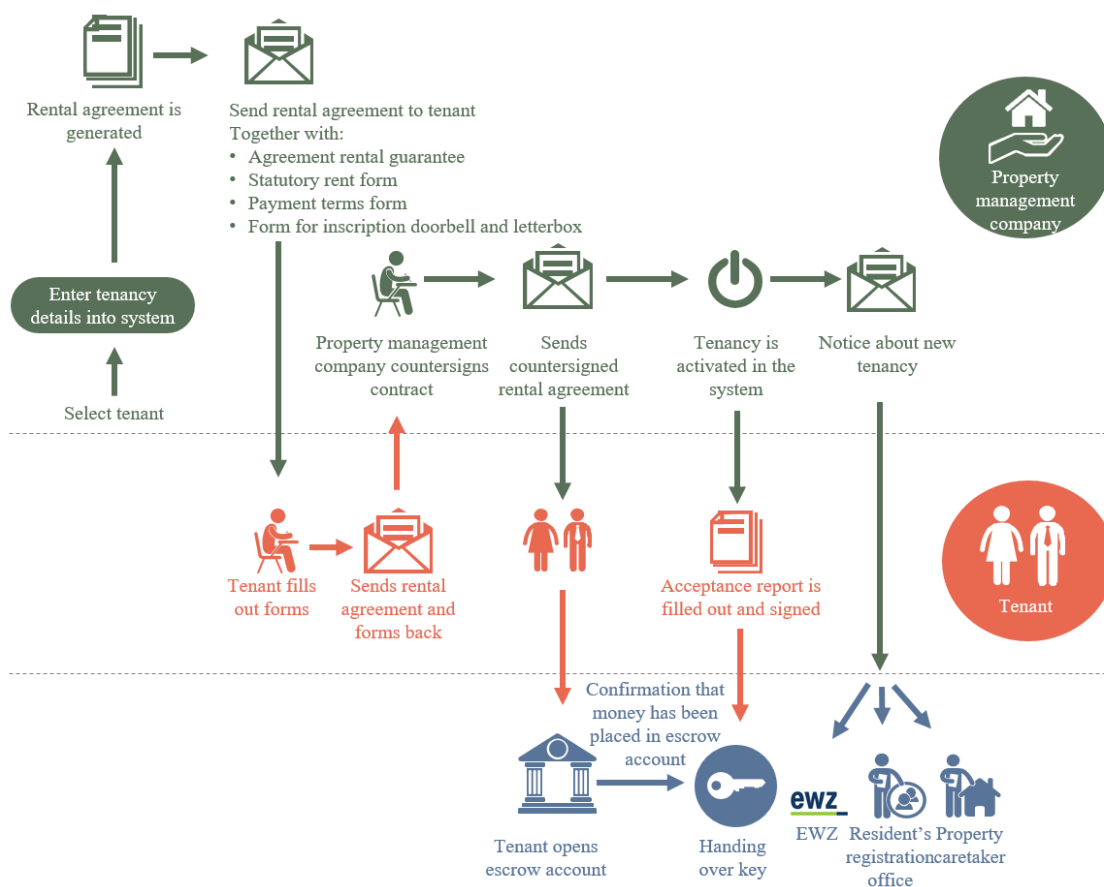 Rental agreement is
generated
Send rental agreement to tenant
Together with:
• Agreement rental guarantee
• Statutory rent form
• Payment terms form
• Form for inscription doorbell and letterbox
Property
management
company
Enter tenancy
details into system
Select tenant
Property management
company countersigns
contract
Sends
countersigned
rental agreement
Tenancy is
activated in the
system
Notice about new
tenancy
Tenant fills
out forms
Sends rental
agreement and
forms back
Acceptance report is
filled out and signed
Tenant
Confirmation that
money has been
placed in escrow
account
Tenant opens
escrow account
Handing
over key
ewz
EWZ
Resident’s
registration
office
Property
caretaker